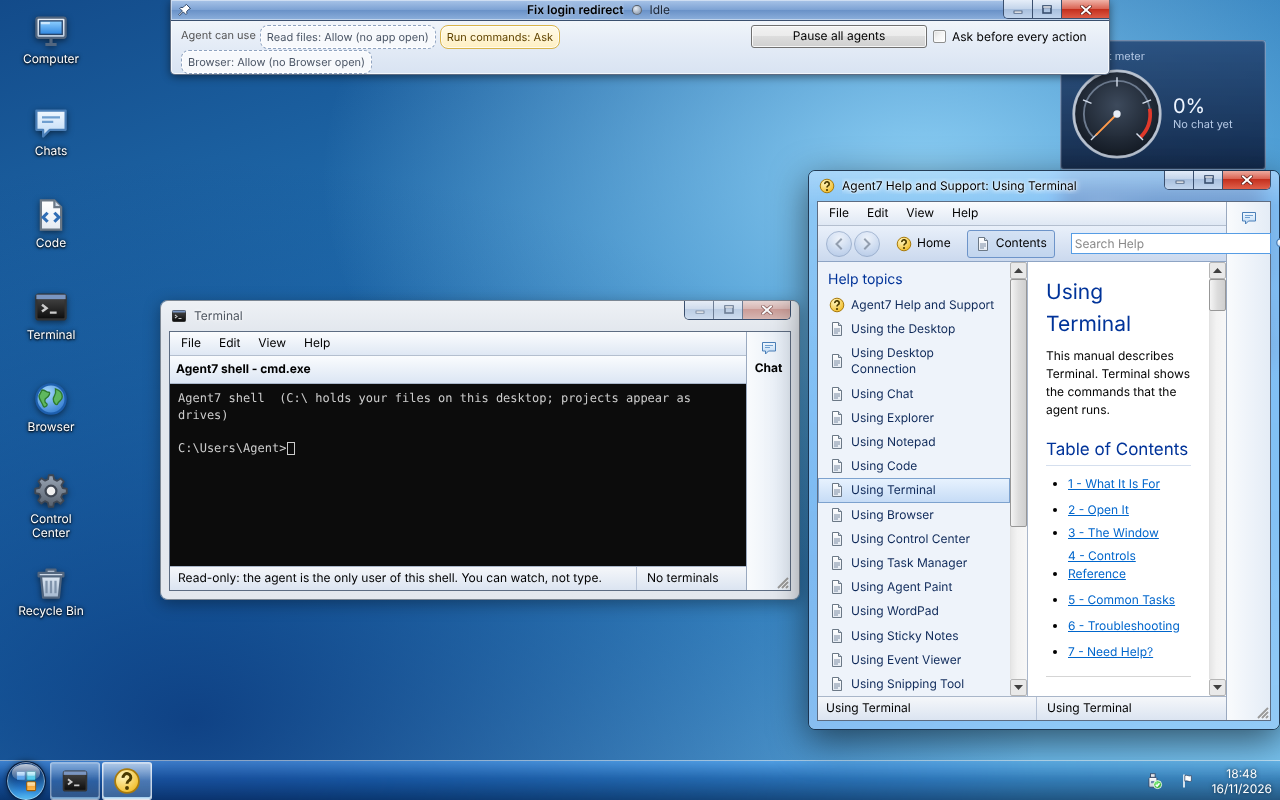 Fix login redirect Idle
Agent can use Read files: Allow (no app open) Run commands: Ask
Browser: Allow (no Browser open)
Pause all agents Ask before every action
Computer
Chats
Code
Terminal
Browser
Control
Center
Recycle Bin
meter
0%
No chat yet
Terminal
File Edit View Help
Agent7 shell - cmd.exe
Agent7 shell (C:\ holds your files on this desktop; projects appear as
drives)
C:\Users\Agent>
Read-only: the agent is the only user of this shell. You can watch, not type. No terminals
Chat
Agent7 Help and Support: Using Terminal
File Edit View Help
Home Contents Search Help
Help topics
Agent7 Help and Support
Using the Desktop
Using Desktop
Connection
Using Chat
Using Explorer
Using Notepad
Using Code
Using Terminal
Using Browser
Using Control Center
Using Task Manager
Using Agent Paint
Using WordPad
Using Sticky Notes
Using Event Viewer
Using Snipping Tool
Using
Terminal
This manual describes
Terminal. Terminal shows
the commands that the
agent runs.
Table of Contents
1 - What It Is For
2 - Open It
3 - The Window
4 - Controls
Reference
5 - Common Tasks
6 - Troubleshooting
7 - Need Help?
Using Terminal Using Terminal
18:48
16/11/2026